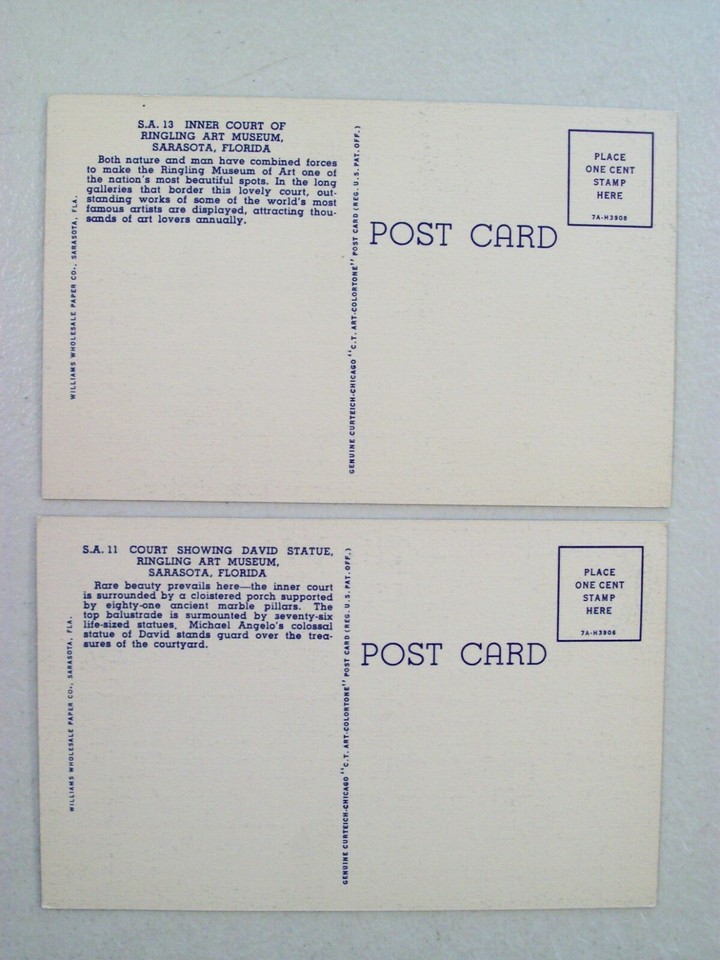 S.A. 13 INNER COURT OF
RINGLING ART MUSEUM,
SARASOTA, FLORIDA
Both nature and man have combined forces
to make the Ringling Museum of Art one of
the nation's most beautiful spots. In the long
galleries that border this lovely court, out-
standing works of some of the world's most
famous artists are displayed, attracting thou-
sands of art lovers annually.
WILLIAMS WHOLESALE PAPER CO., SARASOTA, FLA.
GENUINE CURTEICH-CHICAGO "C.T. ART-COLORTONE" POST CARD (REG. U.S. PAT. OFF.)
POST CARD
PLACE
ONE CENT
STAMP
HERE
7A-H3908
S.A. 11 COURT SHOWING DAVID STATUE,
RINGLING ART MUSEUM,
SARASOTA, FLORIDA
Rare beauty prevails here—the inner court
is surrounded by a cloistered porch supported
by eighty-one ancient marble pillars. The
top balustrade is surmounted by seventy-six
life-sized statues. Michael Angelo's colossal
statue of David stands guard over the trea-
sures of the courtyard.
WILLIAMS WHOLESALE PAPER CO., SARASOTA, FLA.
GENUINE CURTEICH-CHICAGO "C.T. ART-COLORTONE" POST CARD (REG. U.S. PAT. OFF.)
POST CARD
PLACE
ONE CENT
STAMP
HERE
7A-H3906